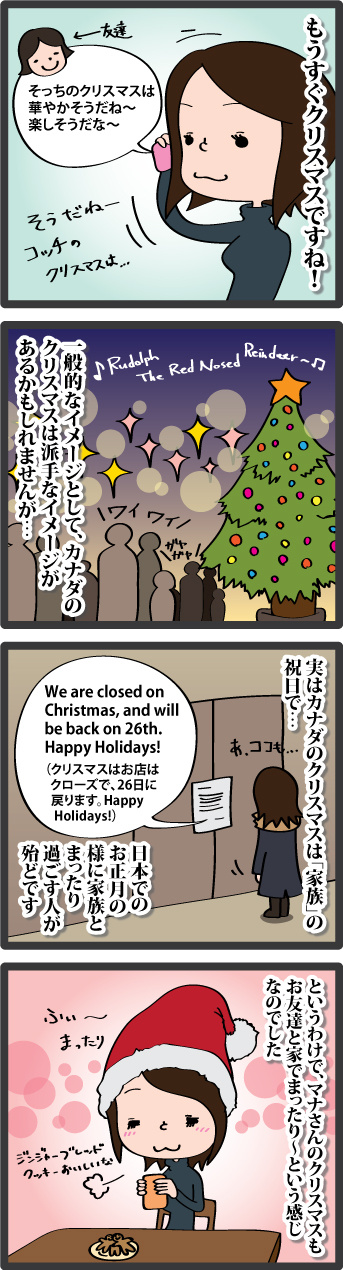 もうすぐクリスマスですね!
友達
そっちのクリスマスは
華やかそうだね〜
楽しそうだな〜
そうだねー
コッチの
クリスマスは...
♪Rudolph
The Red Nosed
Reindeer〜♫
一般的なイメージとして、カナダの
クリスマスは派手なイメージが
あるかもしれませんが…
\ワイワイ/
ガヤガヤ
実はカナダのクリスマスは「家族」の
祝日で…
We are closed on
Christmas, and will
be back on 26th.
Happy Holidays!
(クリスマスはお店は
クローズで、26日に
戻ります。Happy
Holidays!)
あ、ココも...
日本での
お正月の
様に家族と
まったり
過ごす人が
殆どです
というわけで、マナさんのクリスマスも
お友達と家でまったり〜という感じ
なのでした
ふぃ〜
まったり
ジンジャーブレッド
クッキーおいしいな